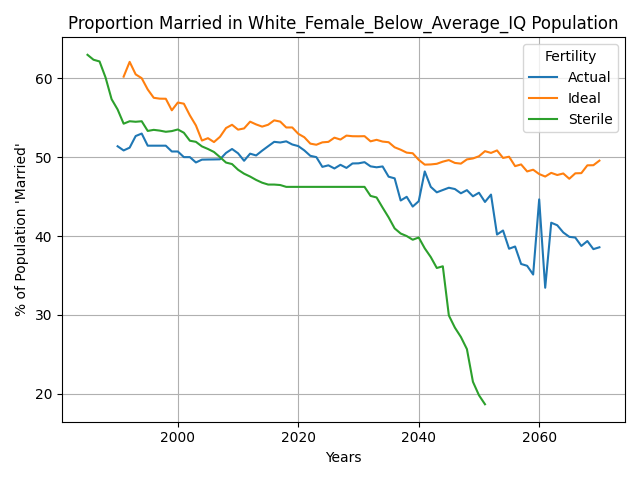 Proportion Married in White_Female_Below_Average_IQ Population
% of Population 'Married'
60
50
40
30
20
2000
2020
2040
2060
Years
Fertility
Actual
Ideal
Sterile